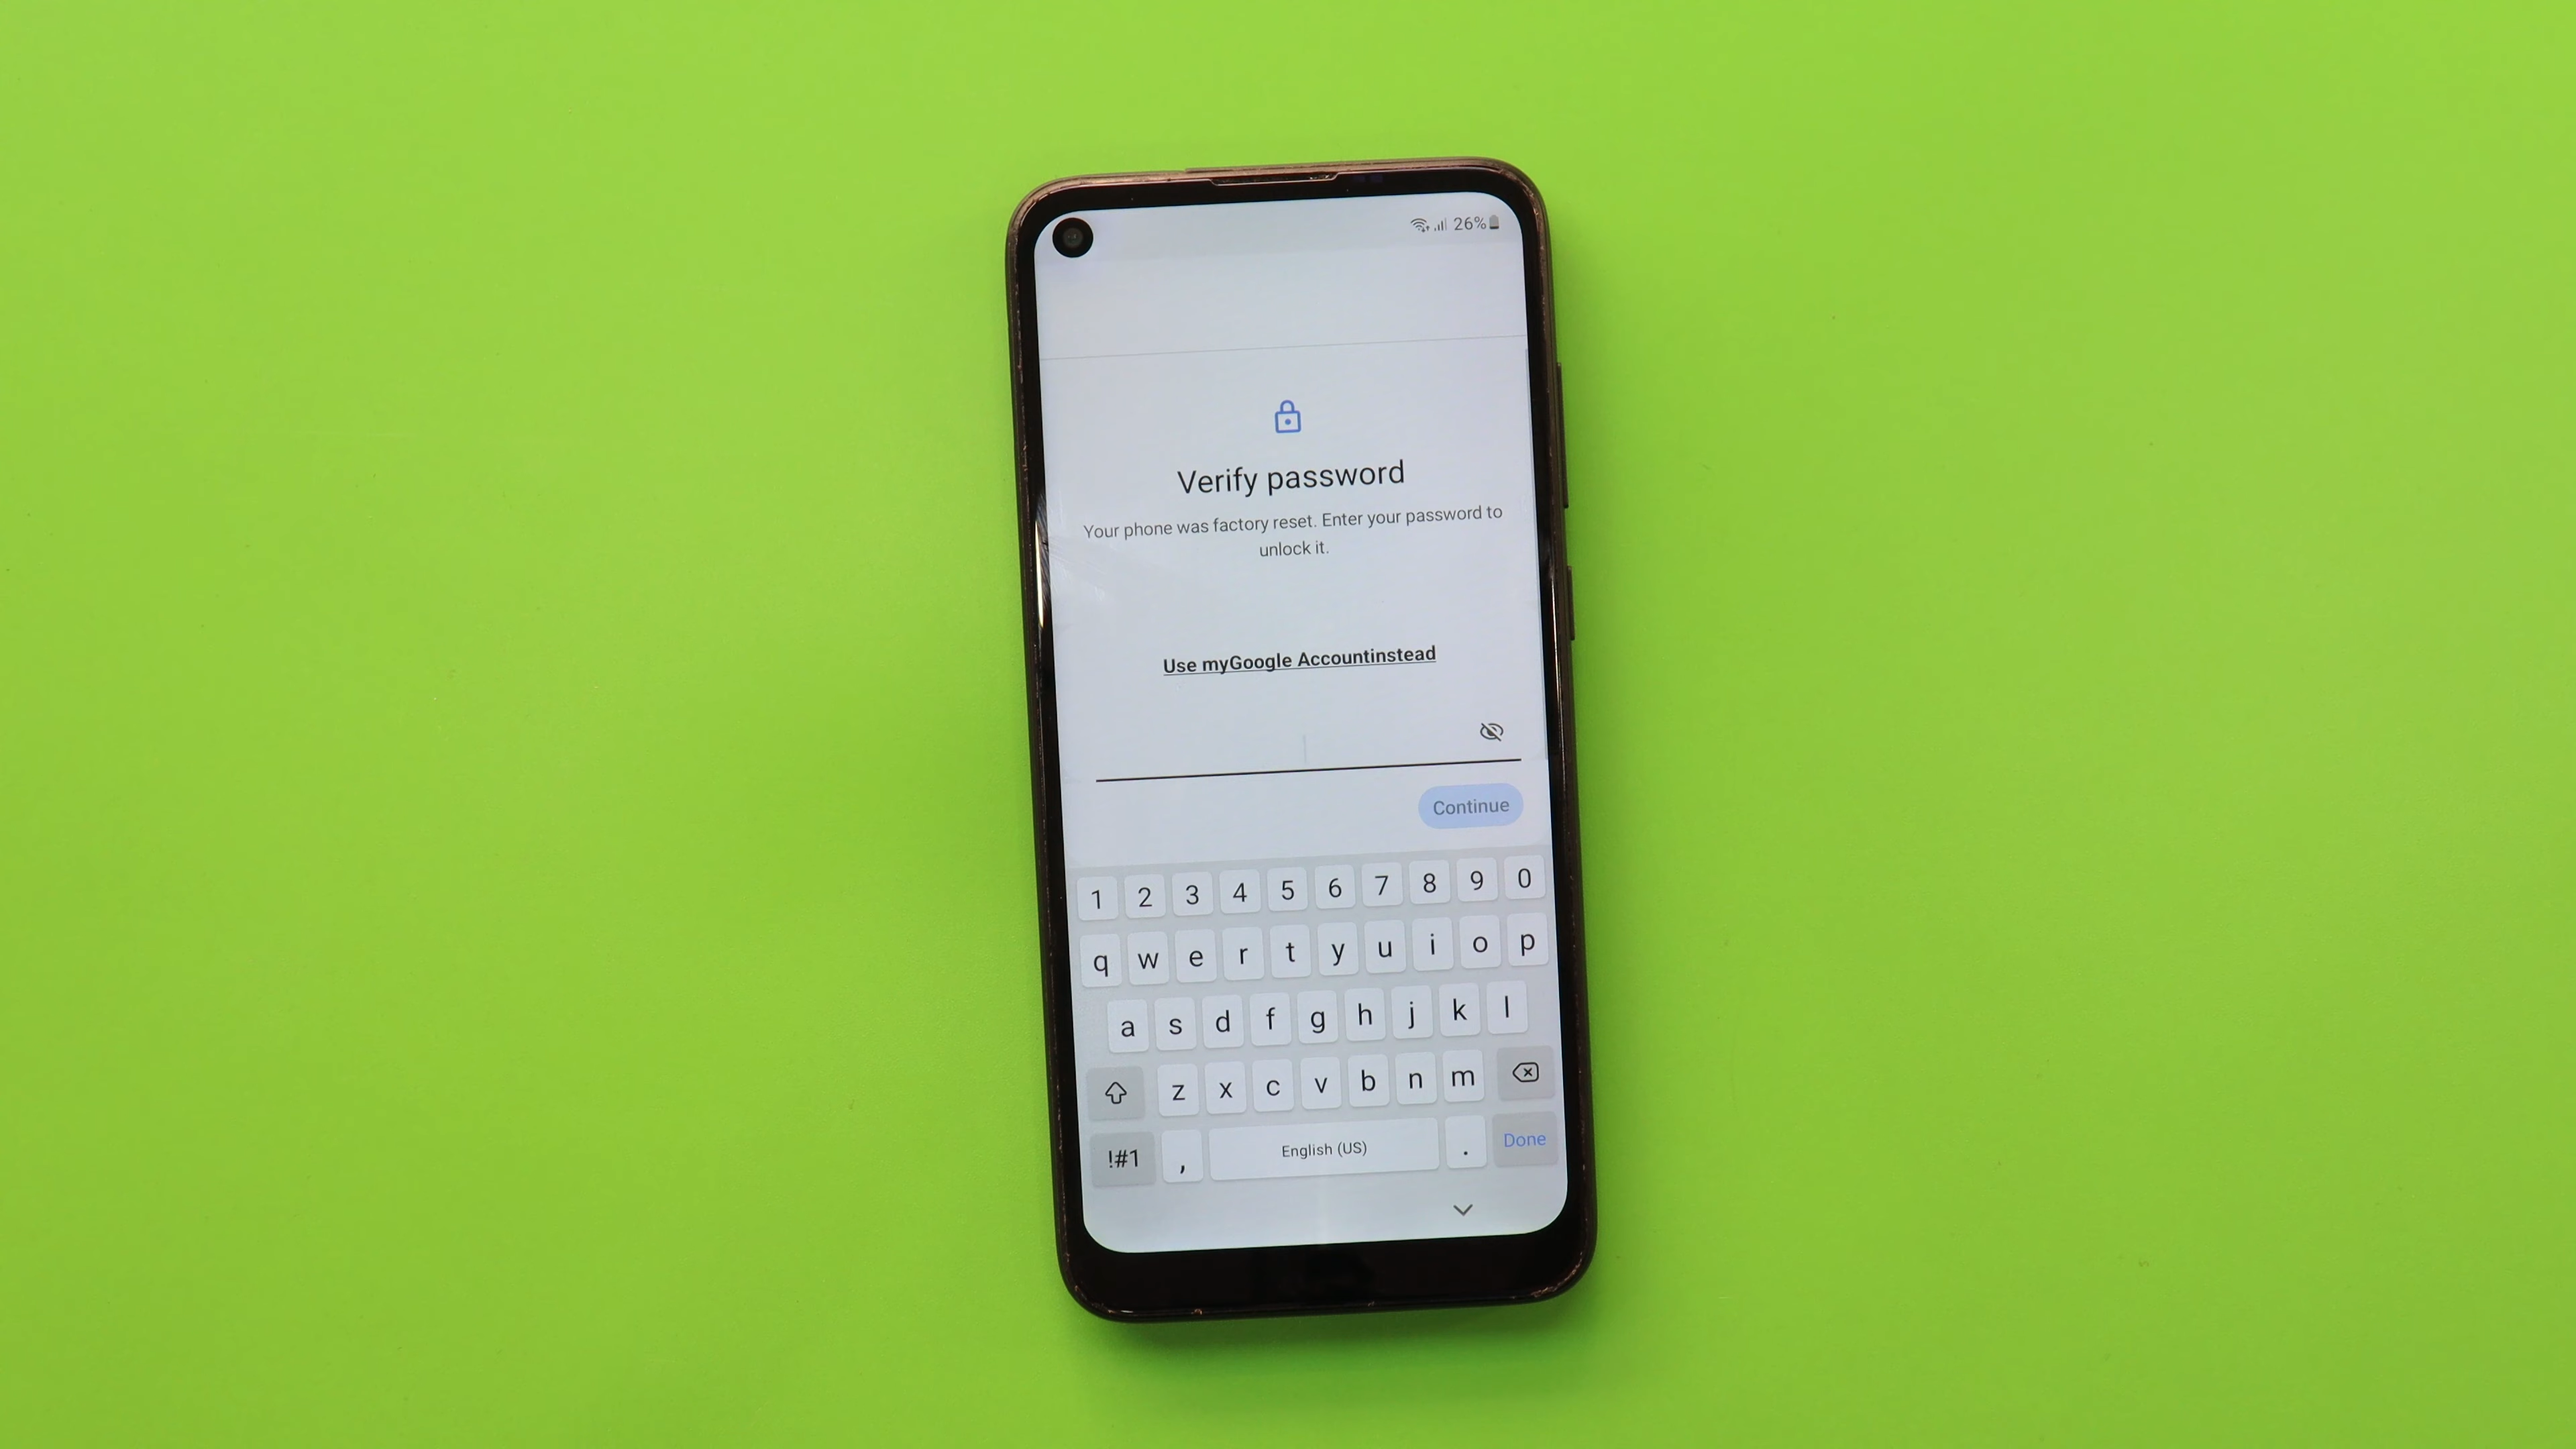 26%
Verify password
Your phone was factory reset. Enter your password to
unlock it.
Use myGoogle Accountinstead
Continue
1 2 3 4 5 6 7 8 9 0
q w e r t y u i o p
a s d f g h j k l
z x c v b n m
!#1 , English (US) . Done